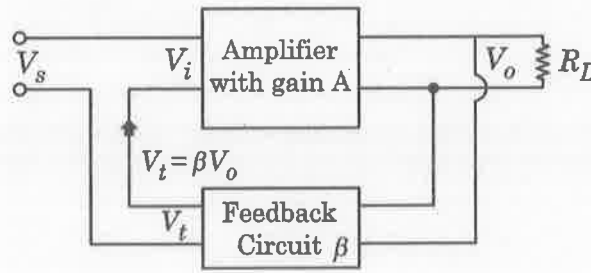 Amplifier
with gain A
V_s
V_i
V_o
R_L
V_t = βV_o
V_t
Feedback
Circuit β